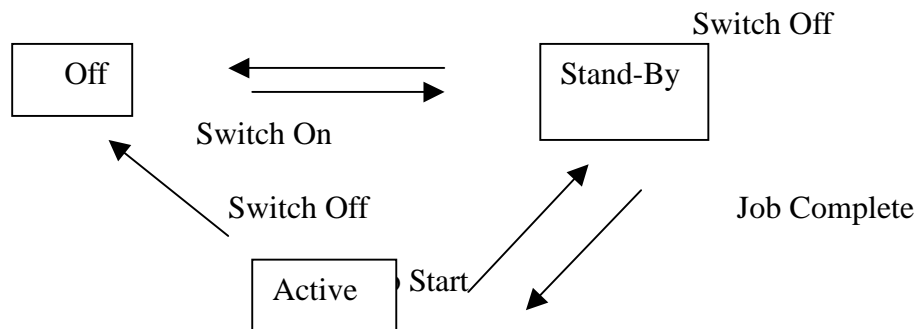 Switch Off
Off
Stand-By
Switch On
Switch Off
Job Complete
Start
Active